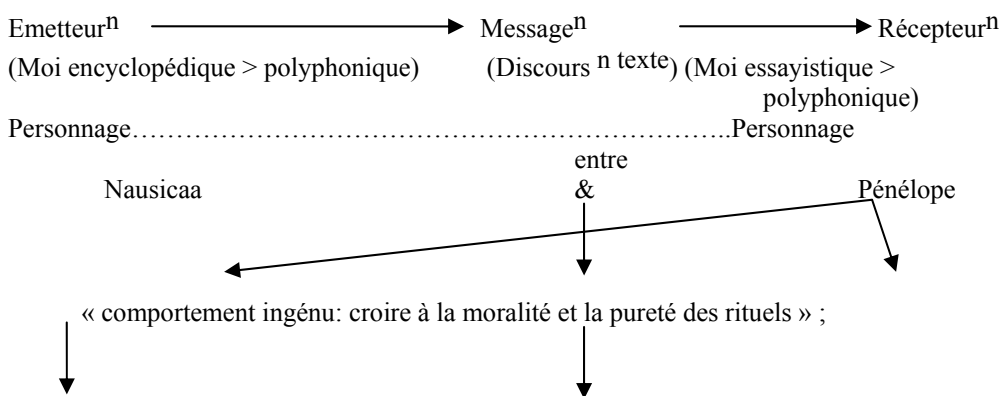 Emetteurⁿ Messageⁿ Récepteurⁿ
(Moi encyclopédique > polyphonique) (Discours ⁿ ᵗᵉˣᵗᵉ) (Moi essayistique >
polyphonique)
Personnage……………………………………………………………..Personnage
entre
Nausicaa & Pénélope
« comportement ingénu: croire à la moralité et la pureté des rituels » ;